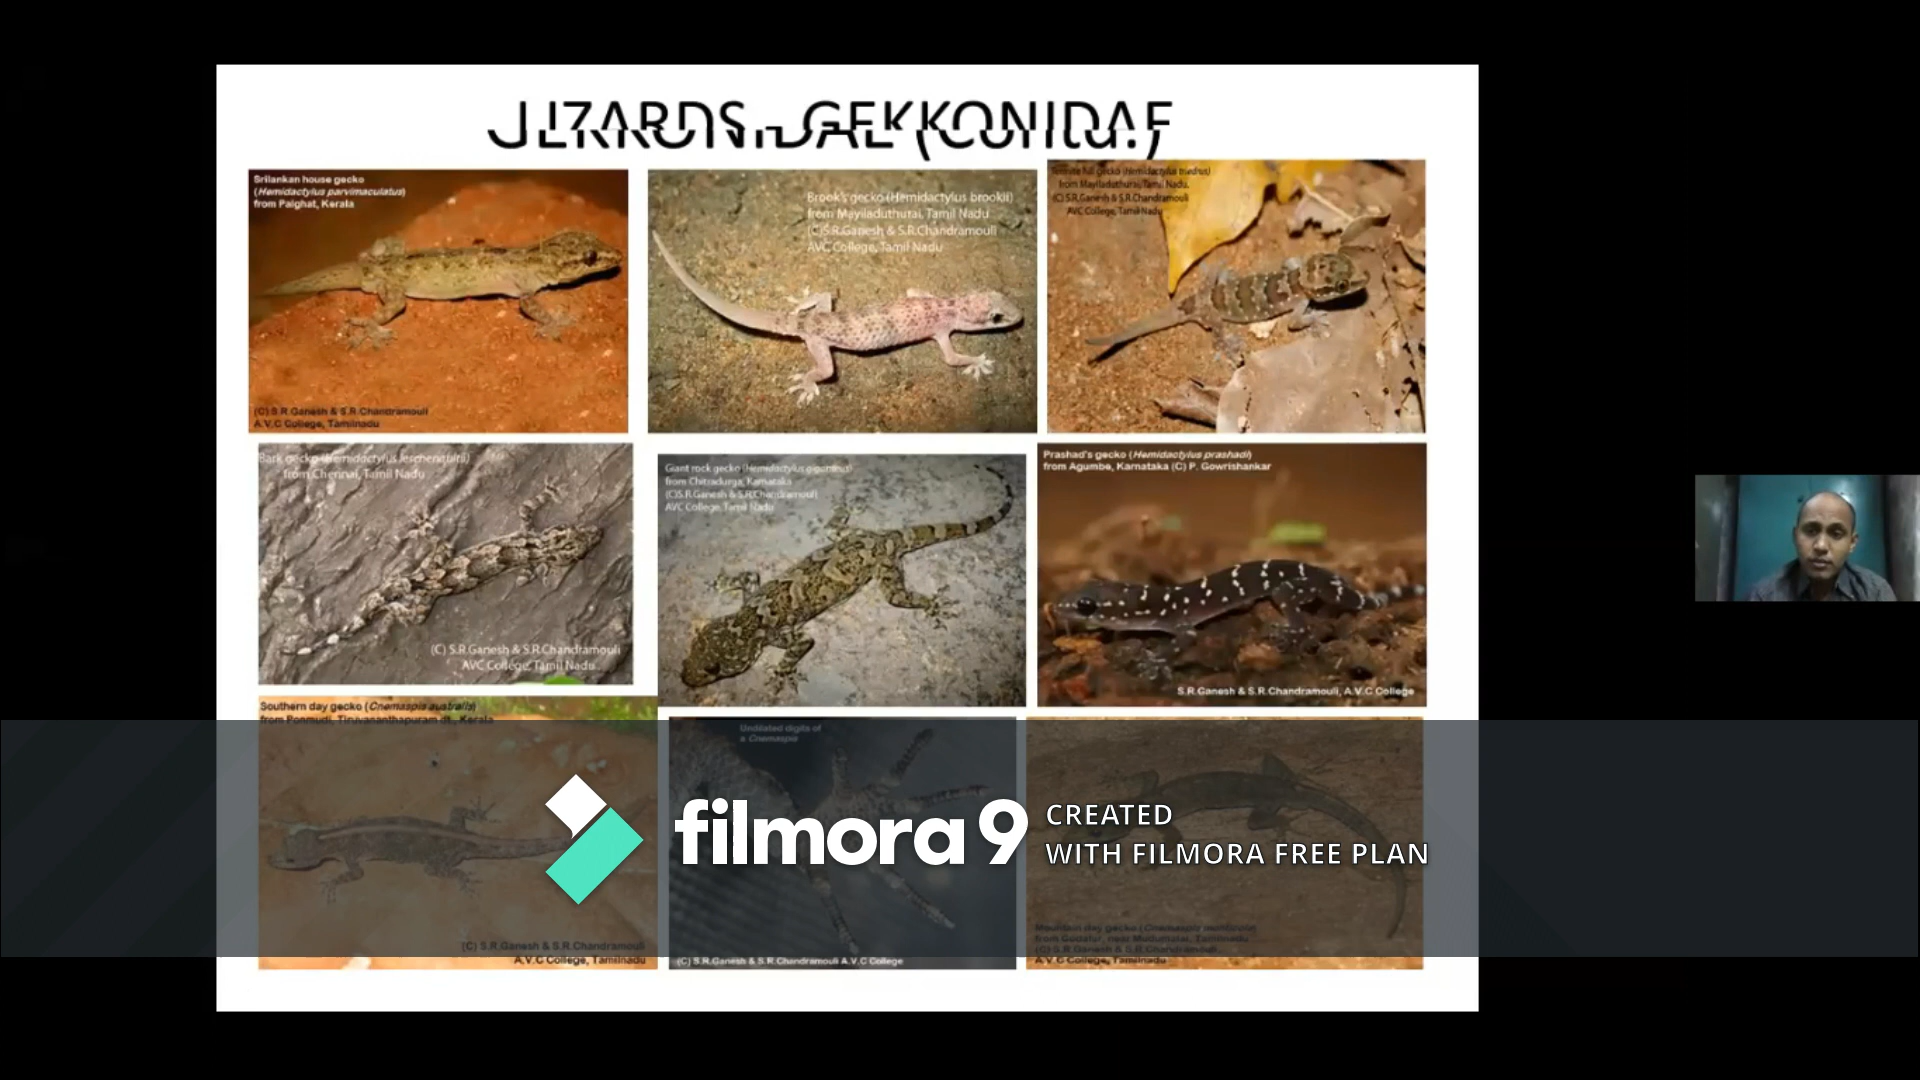 LIZARDS - GEKKONIDAE (Contd.)
Srilankan house gecko
(Hemidactylus parvimaculatus)
from Palghat, Kerala
(C) S.R.Ganesh & S.R.Chandramouli
A.V.C College, Tamilnadu
Brook's gecko (Hemidactylus brookii)
from Mayiladuthurai, Tamil Nadu
(C)S.R.Ganesh & S.R.Chandramouli
AVC College, Tamil Nadu
Termite hill gecko (Hemidactylus triedrus)
from Mayiladuthurai, Tamil Nadu.
(C) S.R.Ganesh & S.R.Chandramouli
AVC College, Tamil Nadu
Bark gecko (Hemidactylus leschenaultii)
from Chennai, Tamil Nadu
(C) S.R.Ganesh & S.R.Chandramouli
AVC College, Tamil Nadu
Giant rock gecko (Hemidactylus giganteus)
from Chitradurga, Karnataka
(C)S.R.Ganesh & S.R.Chandramouli
AVC College, Tamil Nadu
Prashad's gecko (Hemidactylus prashadi)
from Agumbe, Karnataka (C) P. Gowrishankar
S.R.Ganesh & S.R.Chandramouli, A.V.C College
Southern day gecko (Cnemaspis australis)
from Ponmudi, Tiruvananthapuram dt., Kerala
(C) S.R.Ganesh & S.R.Chandramouli
A.V.C College, Tamilnadu
Undilated digits of
a Cnemaspis
(C) S.R.Ganesh & S.R.Chandramouli A.V.C College
Mountain day gecko (Cnemaspis
from Gudalur, near Mudumalai, Tamilnadu
(C) S.R.Ganesh & S.R.Chandramouli
A.V.C College, Tamilnadu
filmora 9
CREATED
WITH FILMORA FREE PLAN